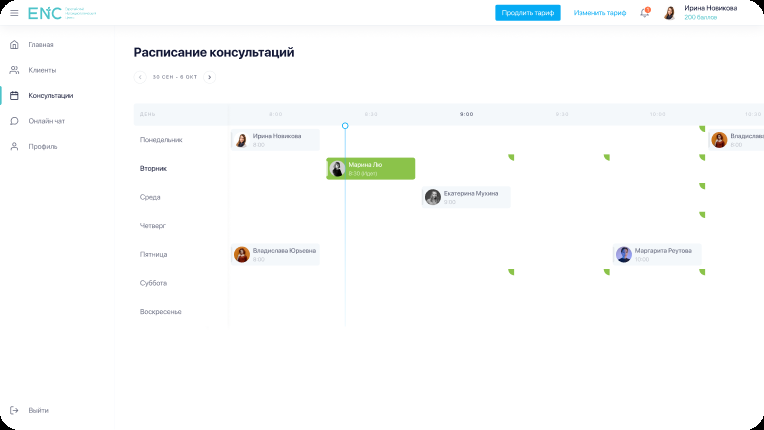 ENC
Продлить тариф
Изменить тариф
1
Ирина Новикова
200 баллов
Главная
Клиенты
Консультации
Онлайн чат
Профиль
Выйти
Расписание консультаций
30 СЕН - 6 ОКТ
ДЕНЬ 8:00 8:30 9:00 9:30 10:00 10:30
Понедельник
Ирина Новикова
8:00
Владислава
Вторник
Марина Лю
8:30 (Идет)
Среда
Екатерина Мухина
9:00
Четверг
Пятница
Владислава Юрьевна
8:00
Маргарита Реутова
10:00
Суббота
Воскресенье